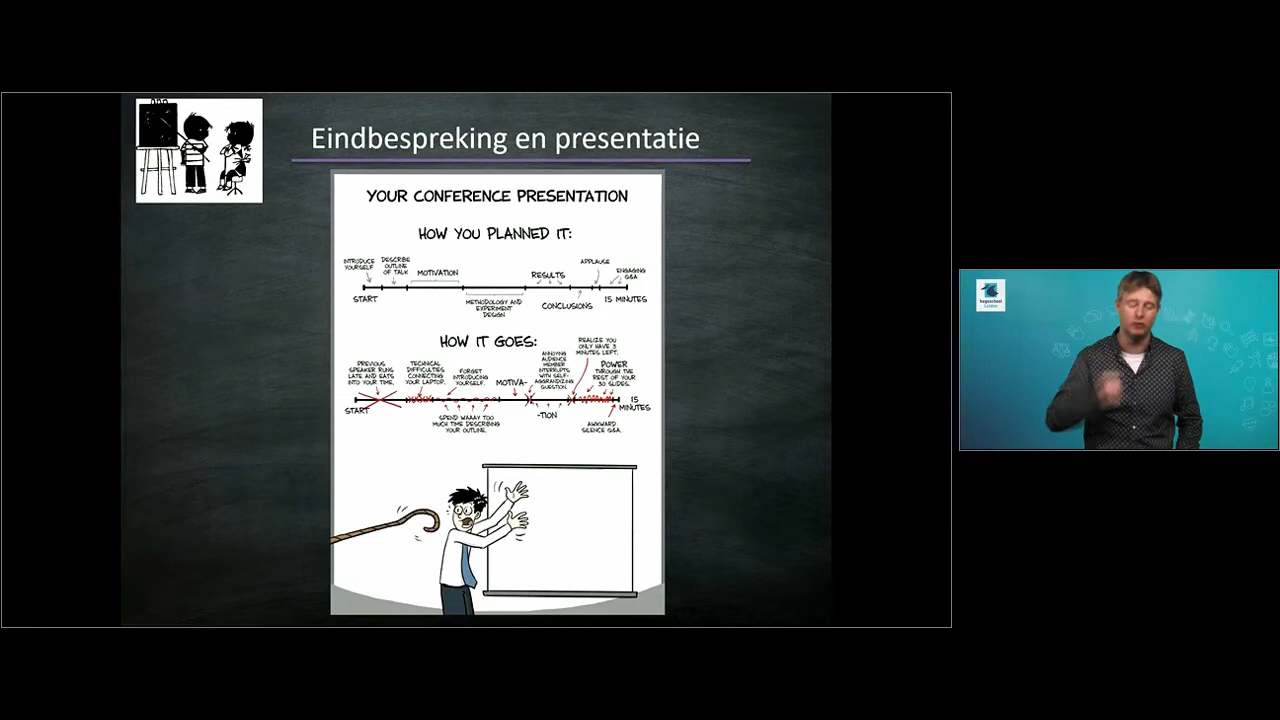 Eindbespreking en presentatie
YOUR CONFERENCE PRESENTATION
HOW YOU PLANNED IT:
INTRODUCE
YOURSELF
DESCRIBE
OUTLINE
OF TALK
MOTIVATION
METHODOLOGY AND
EXPERIMENT
DESIGN
RESULTS
CONCLUSIONS
APPLAUSE
ENGAGING
Q&A
START
15 MINUTES
HOW IT GOES:
PREVIOUS
SPEAKER RUNS
LATE AND EATS
INTO YOUR TIME.
TECHNICAL
DIFFICULTIES
CONNECTING
YOUR LAPTOP.
FORGET
INTRODUCING
YOURSELF.
SPEND WAAAY TOO
MUCH TIME DESCRIBING
YOUR OUTLINE.
MOTIVA-
ANNOYING
AUDIENCE
MEMBER
INTERRUPTS
WITH SELF-
AGGRANDIZING
QUESTION.
-TION
REALIZE YOU
ONLY HAVE 3
MINUTES LEFT.
POWER
THROUGH THE
REST OF YOUR
30 SLIDES.
AWKWARD
SILENCE Q&A.
START
15
MINUTES
hogeschool
Leiden